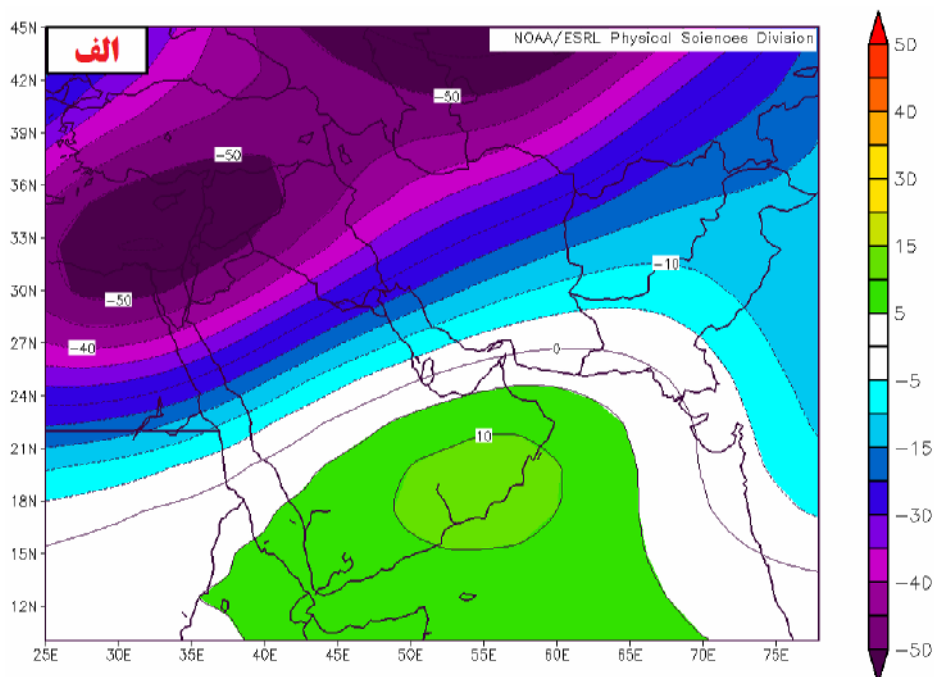 45N
الف
NOAA/ESRL Physical Sciences Division
42N
39N
36N
33N
30N
27N
24N
21N
18N
15N
12N
-50
-50
-50
-40
-10
0
10
25E 30E 35E 40E 45E 50E 55E 60E 65E 70E 75E
50
40
30
15
5
-5
-15
-30
-40
-50